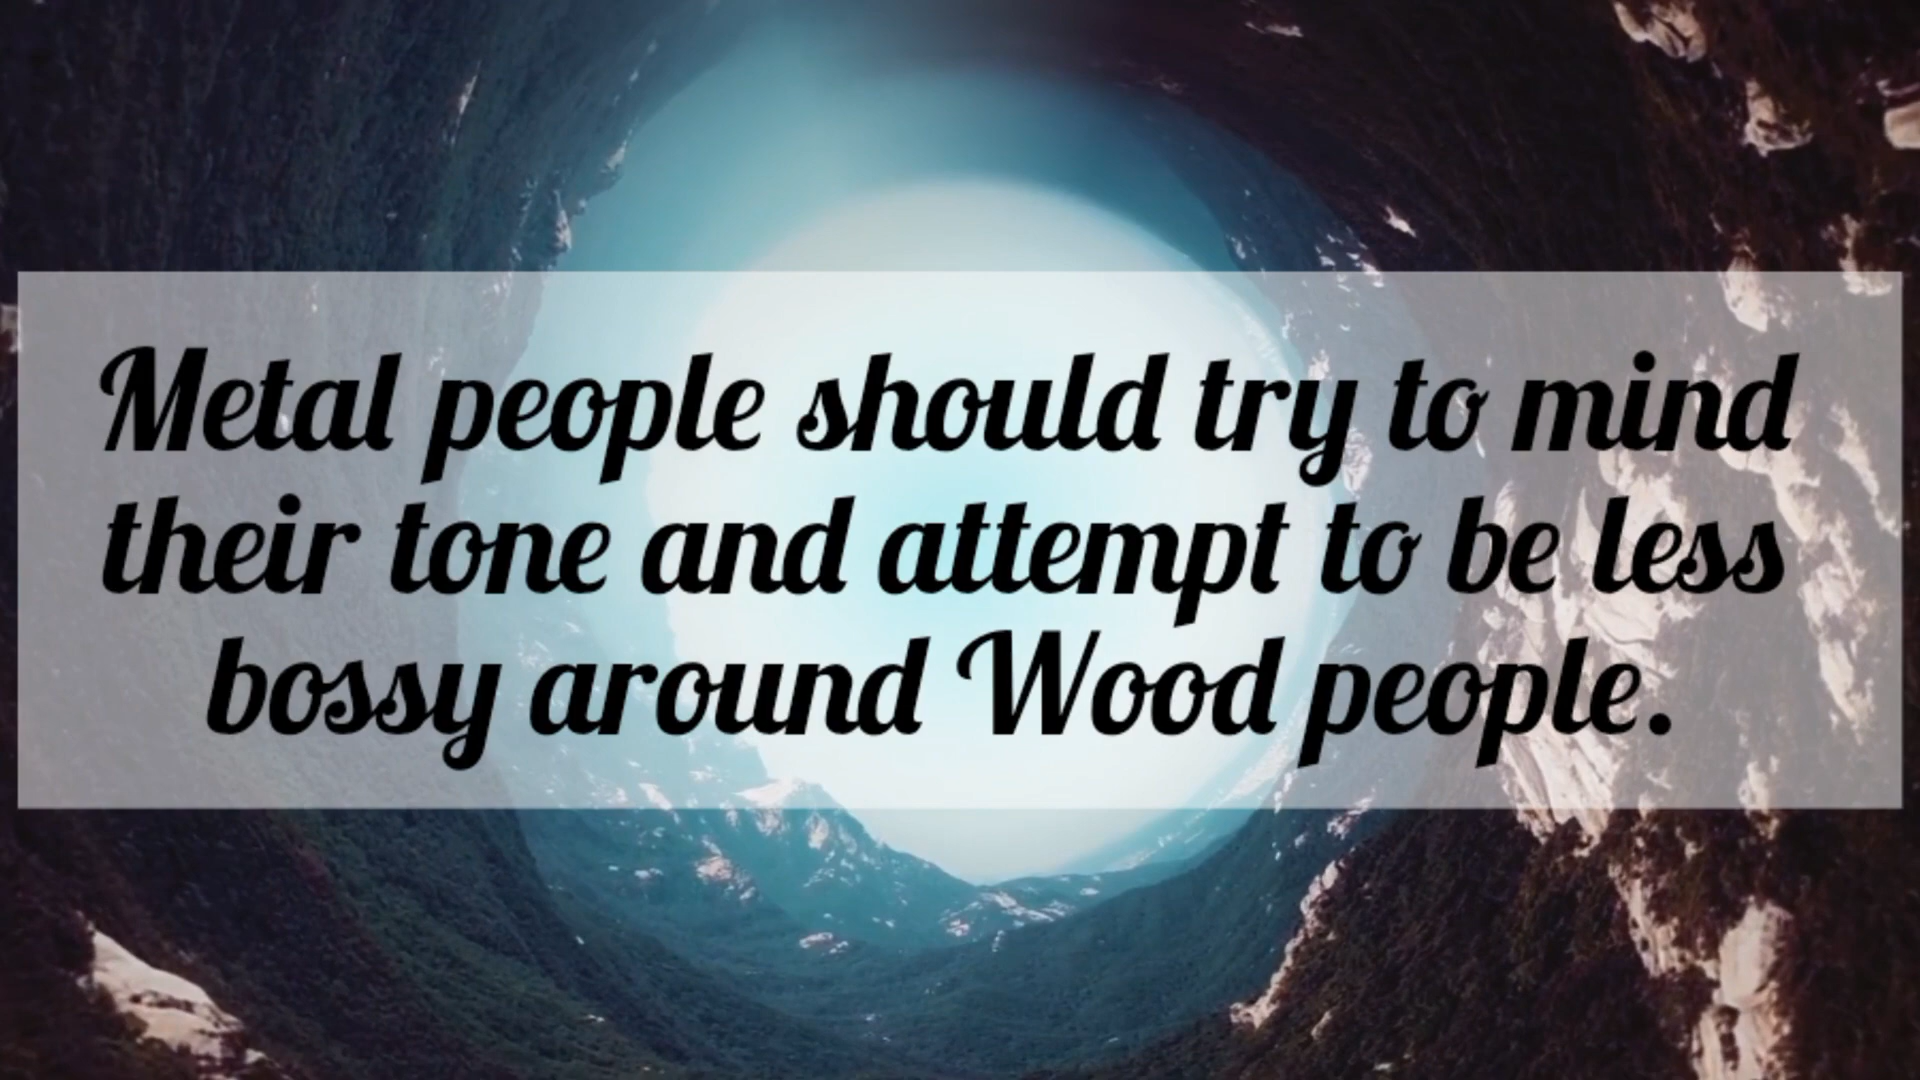 Metal people should try to mind
their tone and attempt to be less
bossy around Wood people.